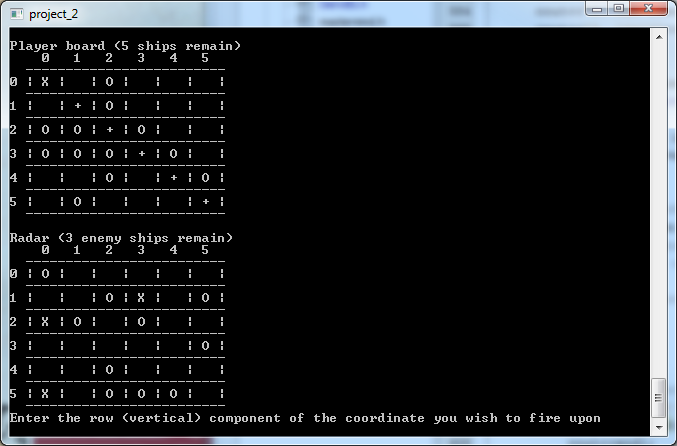 project_2
Player board (5 ships remain)
0 1 2 3 4 5
0 ¦ X ¦   ¦ O ¦   ¦   ¦   ¦
1 ¦   ¦ + ¦ O ¦   ¦   ¦   ¦
2 ¦ O ¦ O ¦ + ¦ O ¦   ¦   ¦
3 ¦ O ¦ O ¦ O ¦ + ¦ O ¦   ¦
4 ¦   ¦   ¦ O ¦   ¦ + ¦ O ¦
5 ¦   ¦ O ¦   ¦   ¦   ¦ + ¦
Radar (3 enemy ships remain)
0 1 2 3 4 5
0 ¦ O ¦   ¦   ¦   ¦   ¦   ¦
1 ¦   ¦   ¦ O ¦ X ¦   ¦ O ¦
2 ¦ X ¦ O ¦   ¦ O ¦   ¦   ¦
3 ¦   ¦   ¦   ¦   ¦   ¦ O ¦
4 ¦   ¦   ¦ O ¦   ¦   ¦   ¦
5 ¦ X ¦   ¦ O ¦ O ¦ O ¦   ¦
Enter the row (vertical) component of the coordinate you wish to fire upon